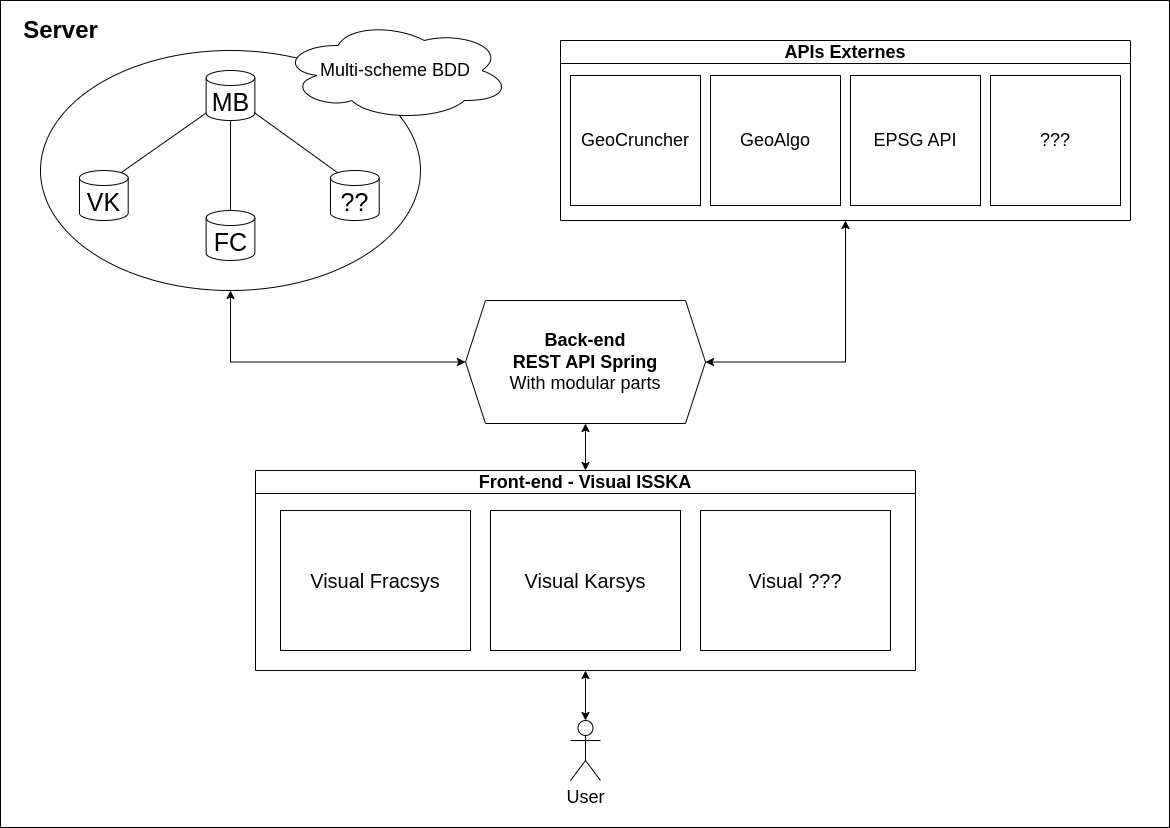 Server
Multi-scheme BDD
MB
VK
FC
??
APIs Externes
GeoCruncher
GeoAlgo
EPSG API
???
Back-end
REST API Spring
With modular parts
Front-end - Visual ISSKA
Visual Fracsys
Visual Karsys
Visual ???
User